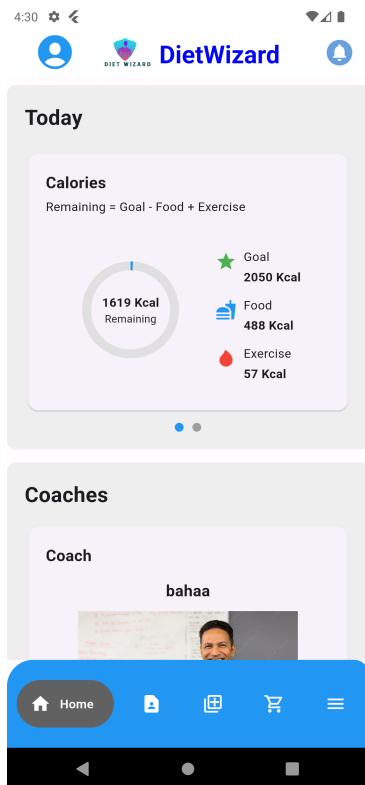 4:30
DIET WIZARD
DietWizard
Today
Calories
Remaining = Goal - Food + Exercise
Goal
2050 Kcal
1619 Kcal
Remaining
Food
488 Kcal
Exercise
57 Kcal
Coaches
Coach
bahaa
Home